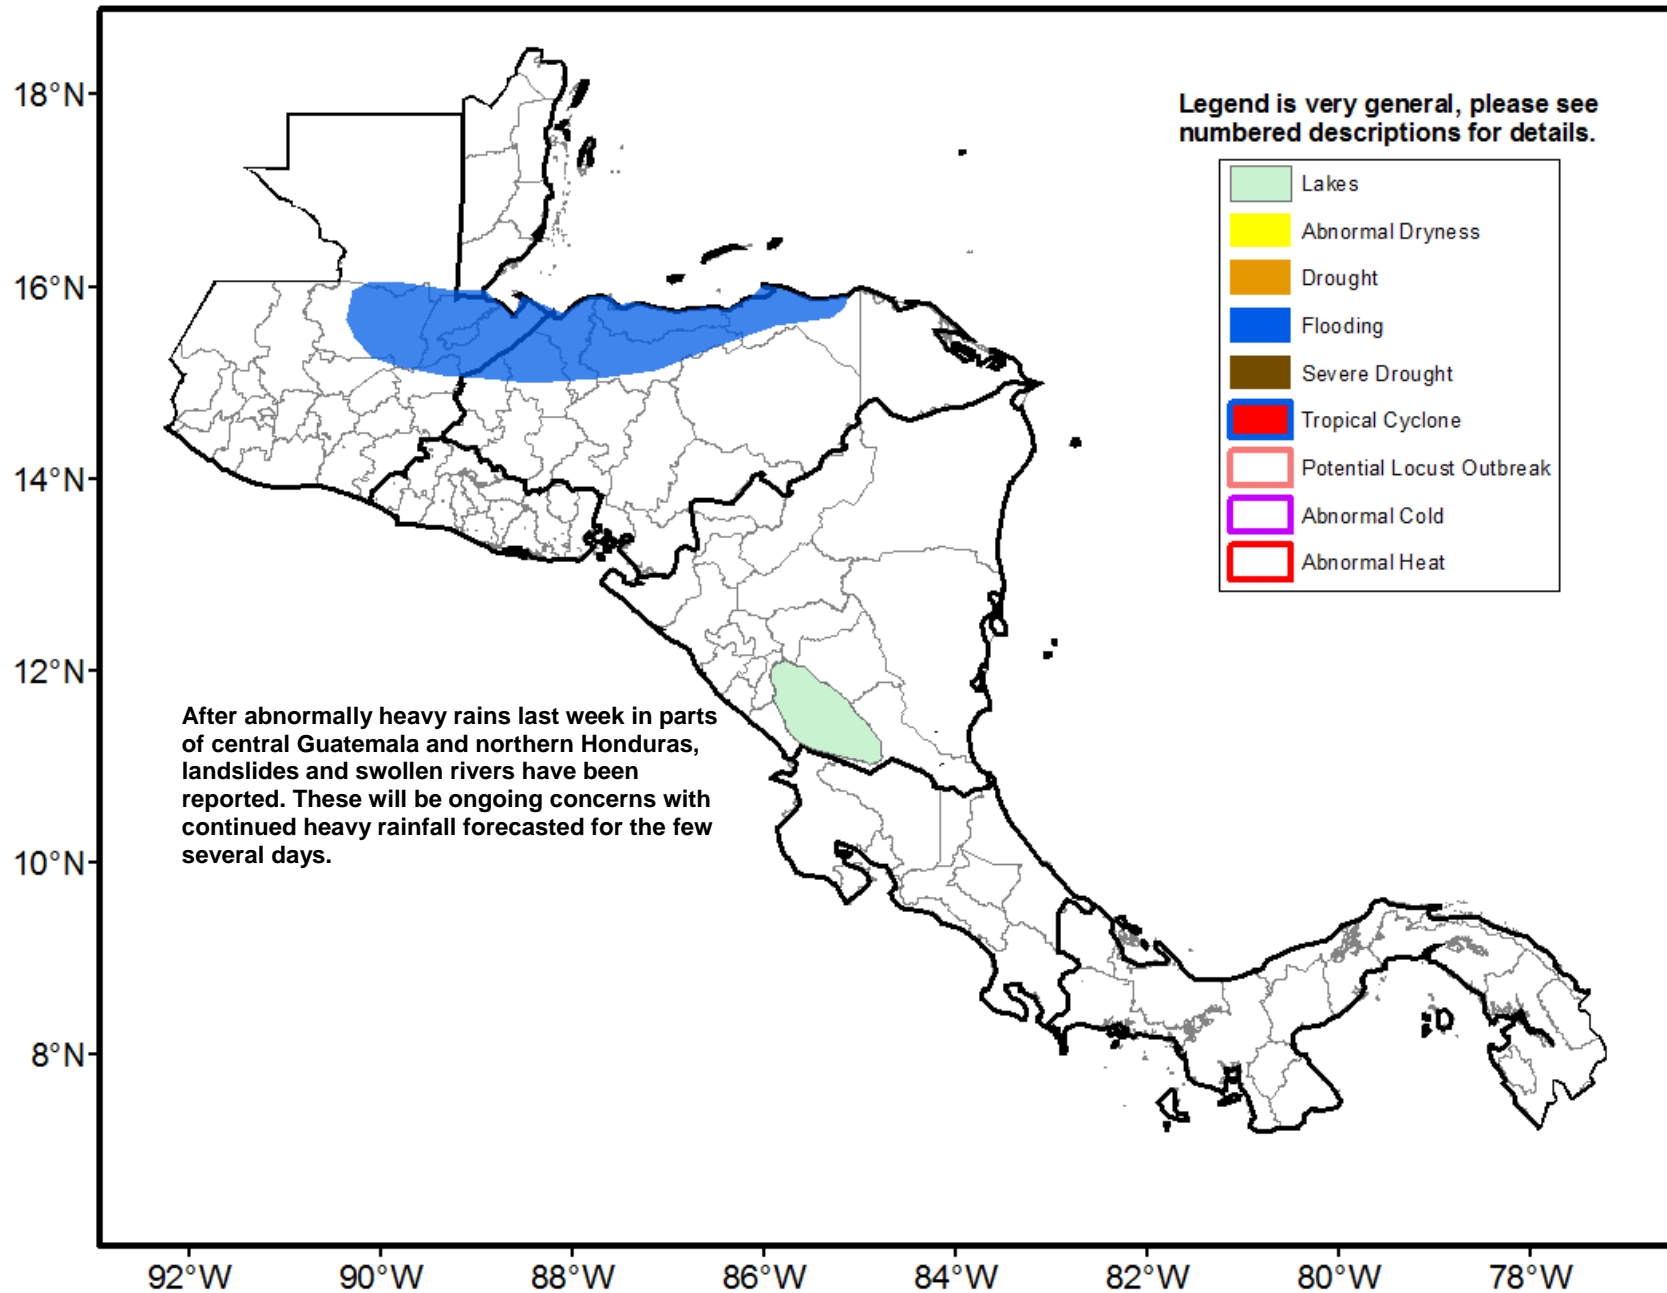 18°N
16°N
14°N
12°N
10°N
8°N
Legend is very general, please see
numbered descriptions for details.
Lakes
Abnormal Dryness
Drought
Flooding
Severe Drought
Tropical Cyclone
Potential Locust Outbreak
Abnormal Cold
Abnormal Heat
After abnormally heavy rains last week in parts
of central Guatemala and northern Honduras,
landslides and swollen rivers have been
reported. These will be ongoing concerns with
continued heavy rainfall forecasted for the few
several days.
92°W 90°W 88°W 86°W 84°W 82°W 80°W 78°W